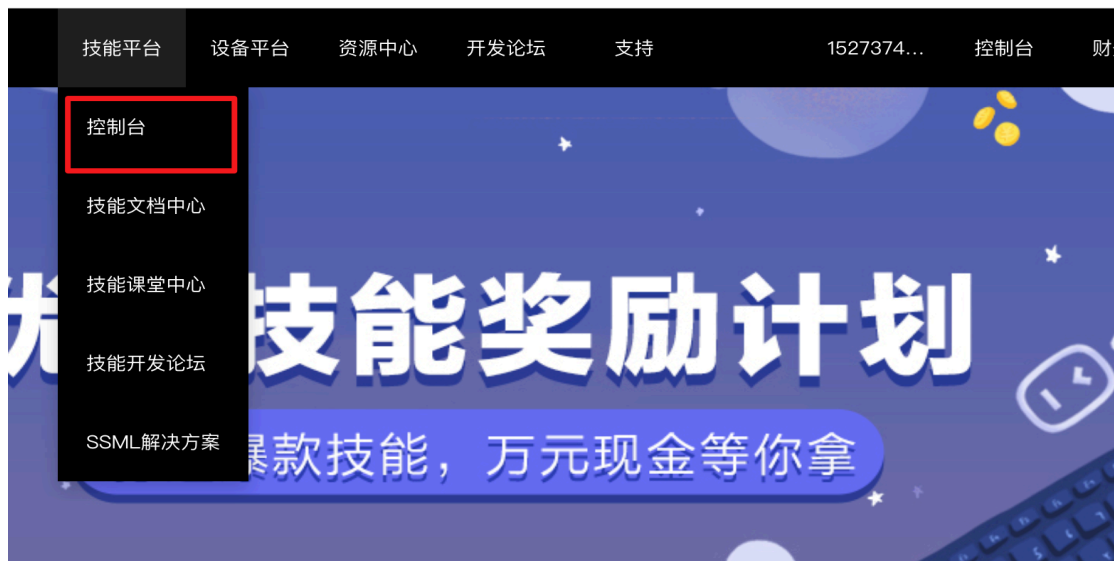 技能平台 设备平台 资源中心 开发论坛 支持 1527374... 控制台 财
控制台
技能文档中心
技能课堂中心
技能开发论坛
SSML解决方案
优 技能奖励计划
爆款技能，万元现金等你拿